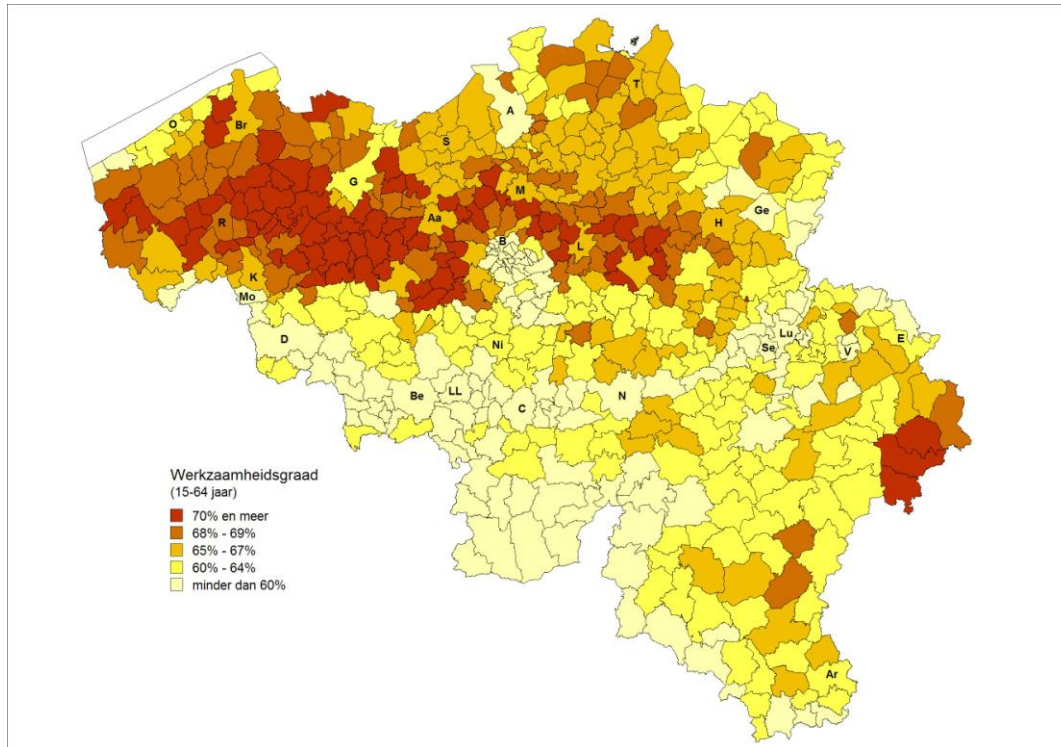 T
A
O
Br
S
G
M
R
Aa
H
Ge
B
L
K
Mo
D
Ni
Lu
Se
V
E
Be
LL
C
N
Ar
Werkzaamheidsgraad
(15-64 jaar)
70% en meer
68% - 69%
65% - 67%
60% - 64%
minder dan 60%